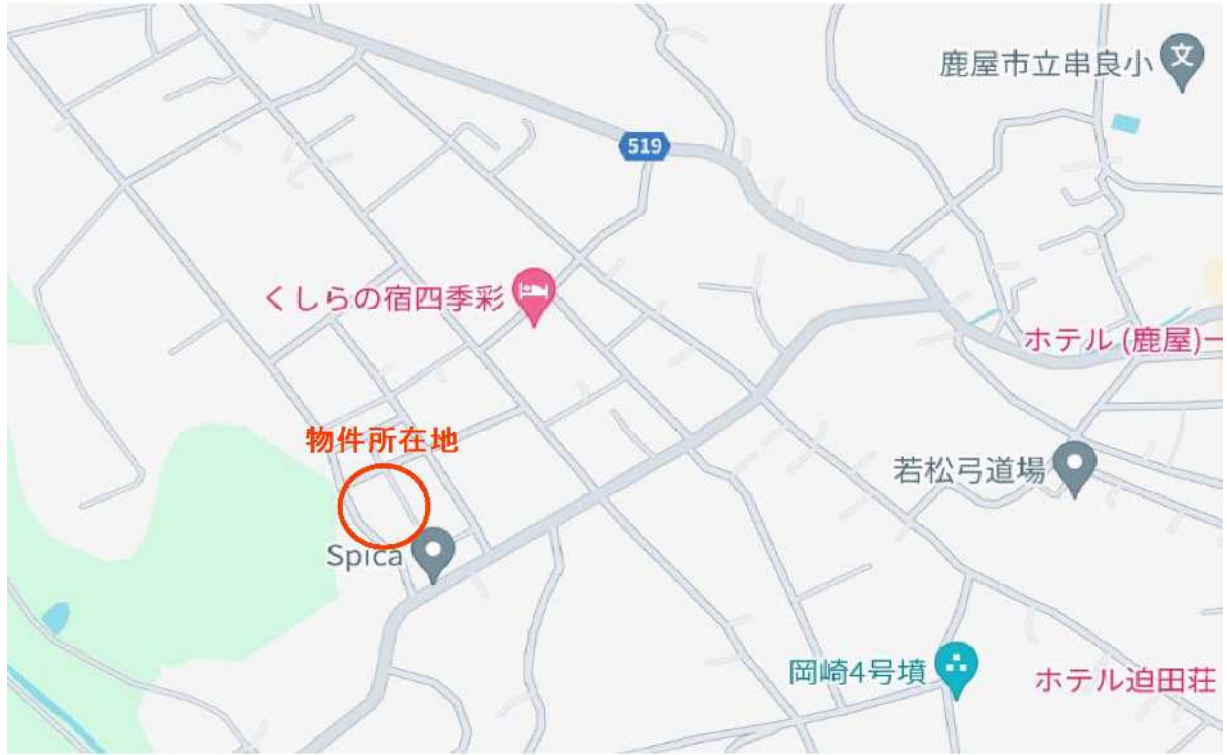 鹿屋市立串良小
文
519
くしらの宿四季彩
ホテル (鹿屋)一
物件所在地
若松弓道場
Spica
岡崎4号墳
ホテル迫田荘